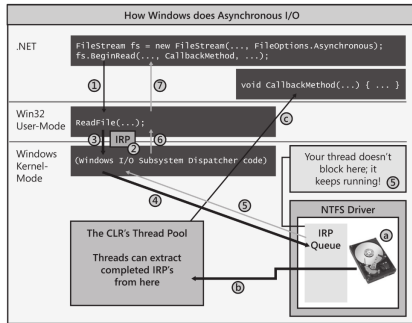 How Windows does Asynchronous I/O
.NET
FileStream fs = new FileStream(..., FileOptions.Asynchronous);
fs.BeginRead(..., CallbackMethod, ...);
1
7
void CallbackMethod(...) { ... }
c
Win32
User-Mode
ReadFile(...);
3
IRP
2
6
Windows
Kernel-
Mode
(Windows I/O Subsystem Dispatcher code)
Your thread doesn't
block here; it
keeps running! 5
4
5
NTFS Driver
IRP
Queue
a
The CLR's Thread Pool
Threads can extract
completed IRP's
from here
b